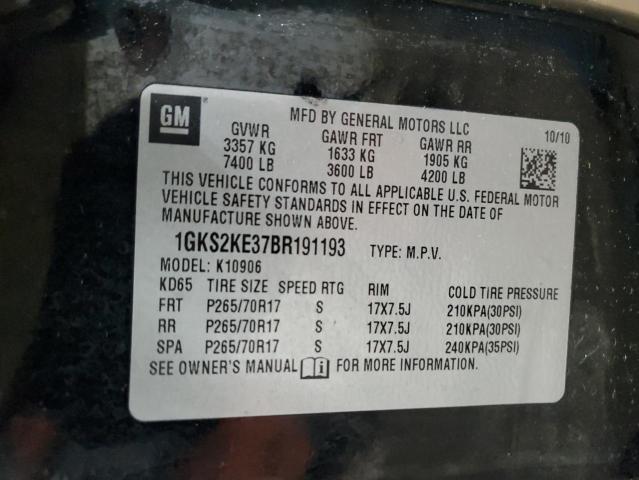 GM ®
MFD BY GENERAL MOTORS LLC
10/10
GVWR GAWR FRT GAWR RR
3357 KG 1633 KG 1905 KG
7400 LB 3600 LB 4200 LB
THIS VEHICLE CONFORMS TO ALL APPLICABLE U.S. FEDERAL MOTOR
VEHICLE SAFETY STANDARDS IN EFFECT ON THE DATE OF
MANUFACTURE SHOWN ABOVE.
1GKS2KE37BR191193 TYPE: M.P.V.
MODEL: K10906
KD65 TIRE SIZE SPEED RTG RIM COLD TIRE PRESSURE
FRT P265/70R17 S 17X7.5J 210KPA(30PSI)
RR P265/70R17 S 17X7.5J 210KPA(30PSI)
SPA P265/70R17 S 17X7.5J 240KPA(35PSI)
SEE OWNER'S MANUAL i FOR MORE INFORMATION.